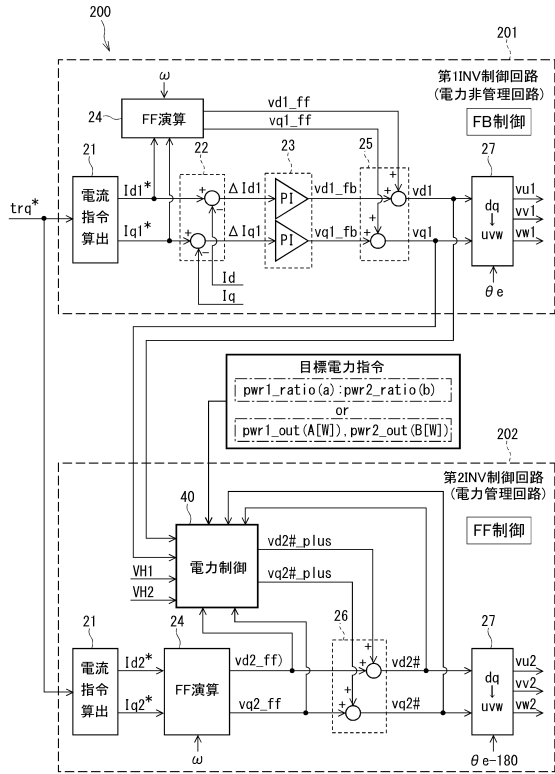 200
201
第1INV制御回路
(電力非管理回路)
FB制御
ω
24
FF演算
vd1_ff
vq1_ff
21
電流
指令
算出
trq*
Id1*
Iq1*
22
+
−
+
−
ΔId1
ΔIq1
Id
Iq
23
PI
PI
vd1_fb
vq1_fb
25
+
+
+
+
vd1
vq1
27
dq
↓
uvw
vu1
vv1
vw1
θe
目標電力指令
pwr1_ratio(a):pwr2_ratio(b)
or
pwr1_out(A[W]),pwr2_out(B[W])
202
第2INV制御回路
(電力管理回路)
FF制御
40
電力制御
VH1
VH2
vd2#_plus
vq2#_plus
21
電流
指令
算出
Id2*
Iq2*
24
FF演算
ω
vd2_ff)
vq2_ff
26
+
+
+
+
vd2#
vq2#
27
dq
↓
uvw
vu2
vv2
vw2
θe-180